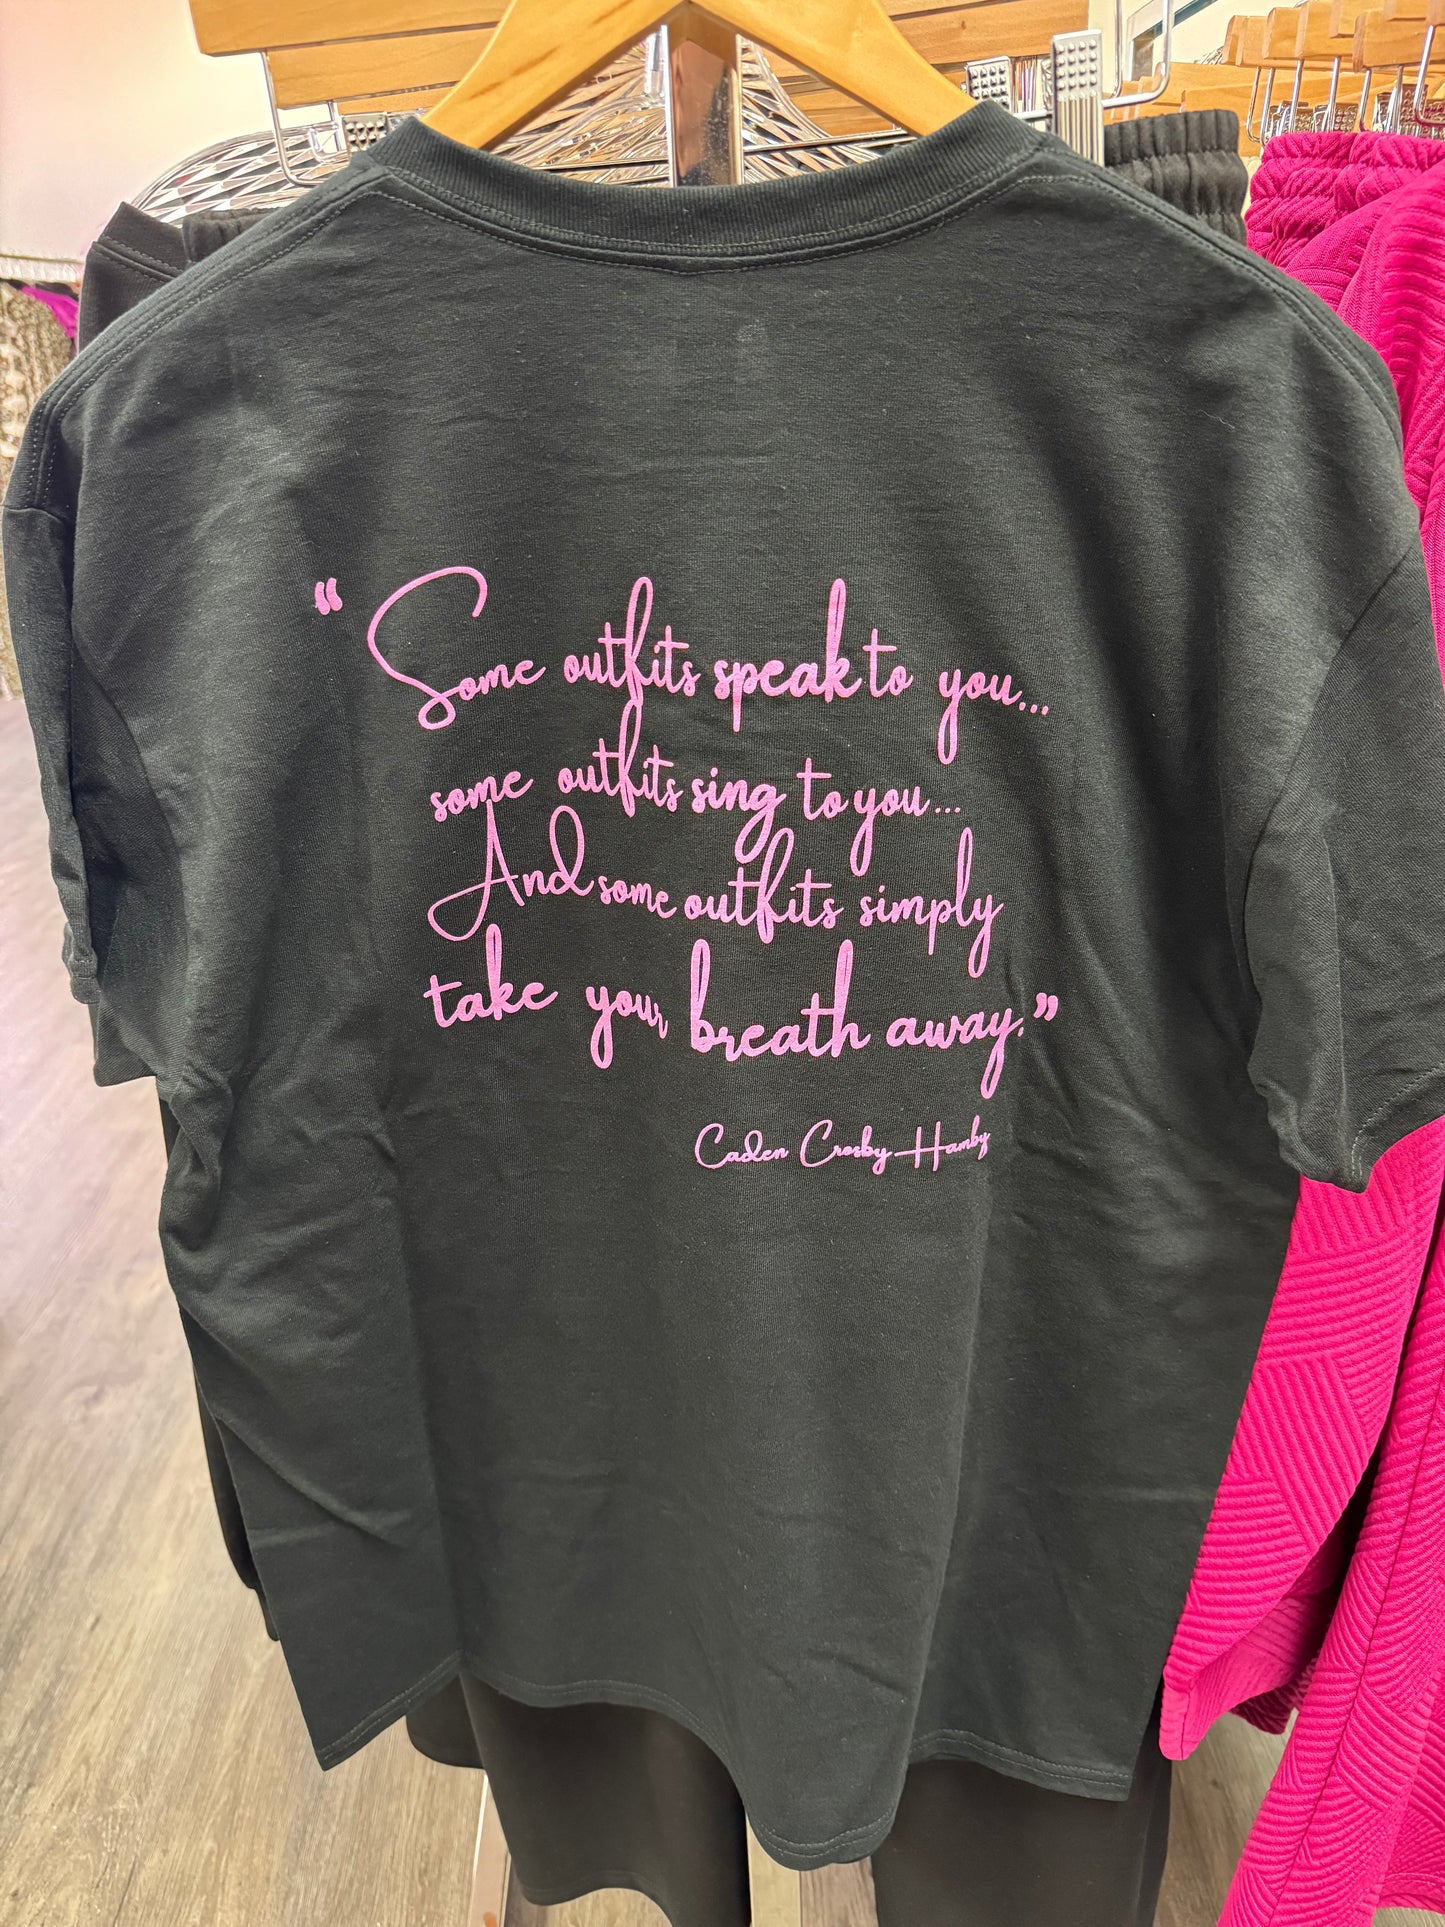 “Some outfits speak to you...
some outfits sing to you...
And some outfits simply
take your breath away.”
Caden Crosby Hamby